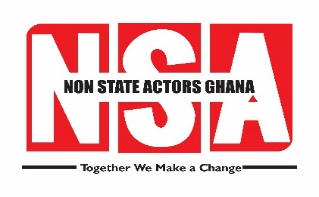 NSA
NON STATE ACTORS GHANA
Together We Make a Change